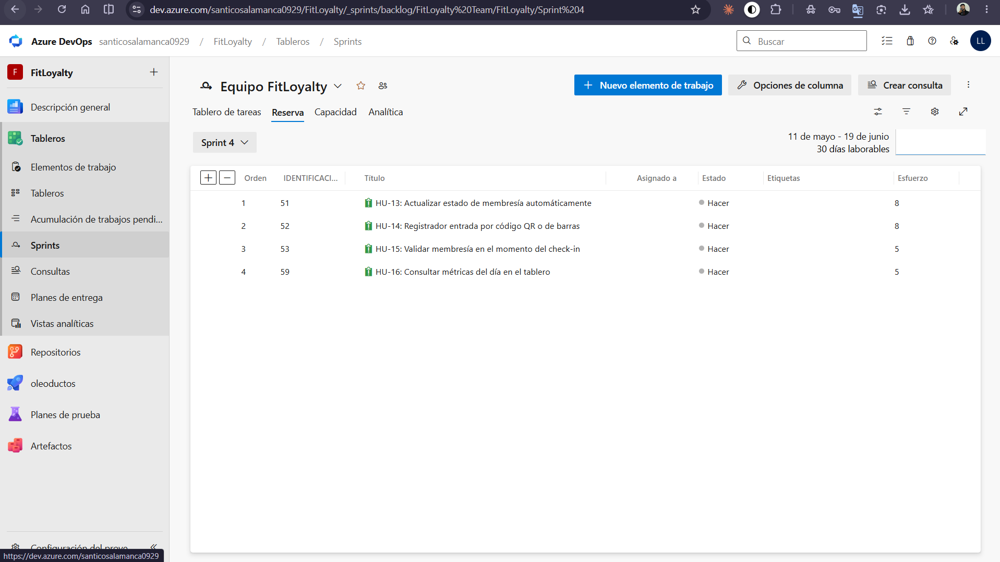 dev.azure.com/santicosalamanca0929/FitLoyalty/_sprints/backlog/FitLoyalty%20Team/FitLoyalty/Sprint%204
Azure DevOps santicosalamanca0929 / FitLoyalty / Tableros / Sprints
Buscar
LL
F FitLoyalty
Equipo FitLoyalty
Nuevo elemento de trabajo
Opciones de columna
Crear consulta
Descripción general
Tablero de tareas Reserva Capacidad Analítica
Tableros
Sprint 4
11 de mayo - 19 de junio
30 días laborables
Elementos de trabajo
Tableros
Acumulación de trabajos pendi...
Sprints
Consultas
Planes de entrega
Vistas analíticas
Repositorios
oleoductos
Planes de prueba
Artefactos
Orden IDENTIFICACI... Título Asignado a Estado Etiquetas Esfuerzo
1 51 HU-13: Actualizar estado de membresía automáticamente Hacer 8
2 52 HU-14: Registrador entrada por código QR o de barras Hacer 8
3 53 HU-15: Validar membresía en el momento del check-in Hacer 5
4 59 HU-16: Consultar métricas del día en el tablero Hacer 5
Configuración del proye...
https://dev.azure.com/santicosalamanca0929